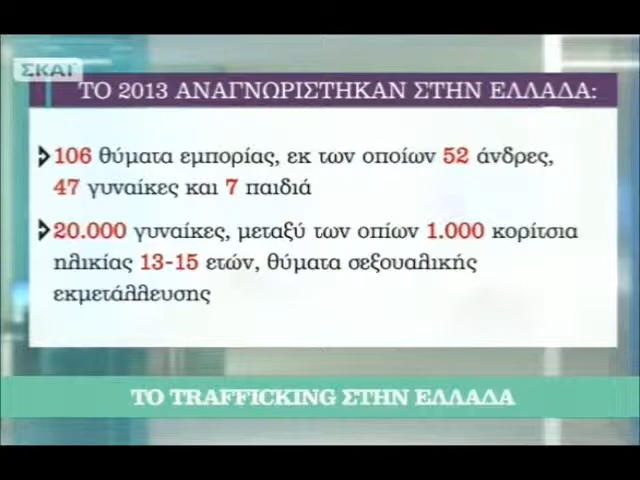 ΣΚΑΪ
ΤΟ 2013 ΑΝΑΓΝΩΡΙΣΤΗΚΑΝ ΣΤΗΝ ΕΛΛΑΔΑ:
106 θύματα εμπορίας, εκ των οποίων 52 άνδρες,
47 γυναίκες και 7 παιδιά
20.000 γυναίκες, μεταξύ των οπίων 1.000 κορίτσια
ηλικίας 13-15 ετών, θύματα σεξουαλικής
εκμετάλλευσης
ΤΟ TRAFFICKING ΣΤΗΝ ΕΛΛΑΔΑ